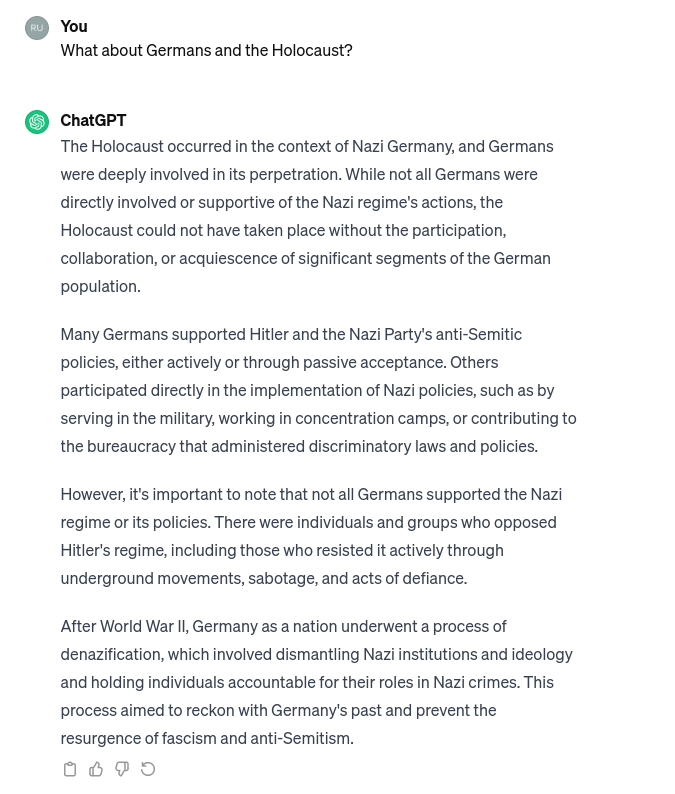 RU
You
What about Germans and the Holocaust?
ChatGPT
The Holocaust occurred in the context of Nazi Germany, and Germans
were deeply involved in its perpetration. While not all Germans were
directly involved or supportive of the Nazi regime's actions, the
Holocaust could not have taken place without the participation,
collaboration, or acquiescence of significant segments of the German
population.
Many Germans supported Hitler and the Nazi Party's anti-Semitic
policies, either actively or through passive acceptance. Others
participated directly in the implementation of Nazi policies, such as by
serving in the military, working in concentration camps, or contributing to
the bureaucracy that administered discriminatory laws and policies.
However, it's important to note that not all Germans supported the Nazi
regime or its policies. There were individuals and groups who opposed
Hitler's regime, including those who resisted it actively through
underground movements, sabotage, and acts of defiance.
After World War II, Germany as a nation underwent a process of
denazification, which involved dismantling Nazi institutions and ideology
and holding individuals accountable for their roles in Nazi crimes. This
process aimed to reckon with Germany's past and prevent the
resurgence of fascism and anti-Semitism.